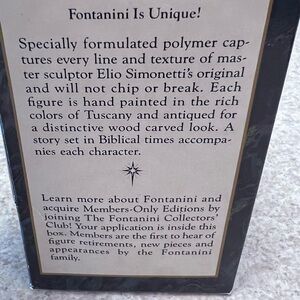 Fontanini Is Unique!
Specially formulated polymer cap-
tures every line and texture of mas-
ter sculptor Elio Simonetti's original
and will not chip or break. Each
figure is hand painted in the rich
colors of Tuscany and antiqued for
a distinctive wood carved look. A
story set in Biblical times accompa-
nies each character.
Learn more about Fontanini and
acquire Members-Only Editions by
joining The Fontanini Collectors'
Club! Your application is inside this
box. Members are the first to hear of
figure retirements, new pieces and
appearances by the Fontanini
family.